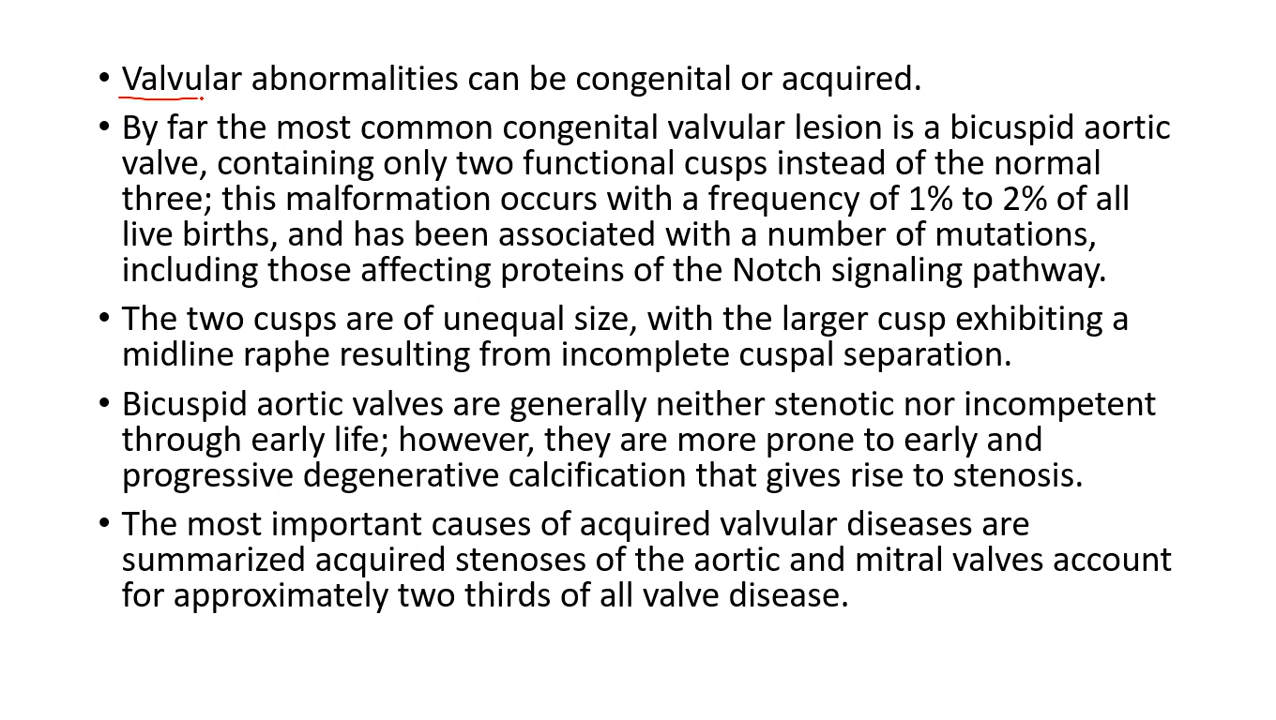 • Valvular abnormalities can be congenital or acquired.
• By far the most common congenital valvular lesion is a bicuspid aortic
valve, containing only two functional cusps instead of the normal
three; this malformation occurs with a frequency of 1% to 2% of all
live births, and has been associated with a number of mutations,
including those affecting proteins of the Notch signaling pathway.
• The two cusps are of unequal size, with the larger cusp exhibiting a
midline raphe resulting from incomplete cuspal separation.
• Bicuspid aortic valves are generally neither stenotic nor incompetent
through early life; however, they are more prone to early and
progressive degenerative calcification that gives rise to stenosis.
• The most important causes of acquired valvular diseases are
summarized acquired stenoses of the aortic and mitral valves account
for approximately two thirds of all valve disease.